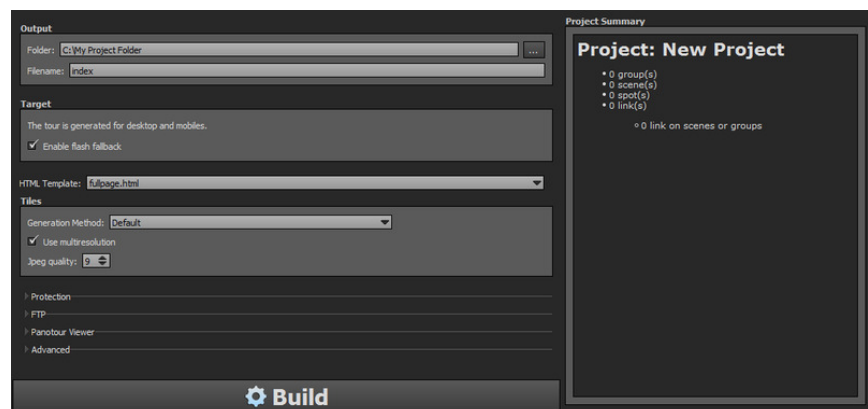 Output
Folder: C:\My Project Folder ...
Filename: index
Target
The tour is generated for desktop and mobiles.
Enable flash fallback
HTML Template: fullpage.html
Tiles
Generation Method: Default
Use multiresolution
Jpeg quality: 9
Protection
FTP
Panotour Viewer
Advanced
Build
Project Summary
Project: New Project
• 0 group(s)
• 0 scene(s)
• 0 spot(s)
• 0 link(s)
◦ 0 link on scenes or groups